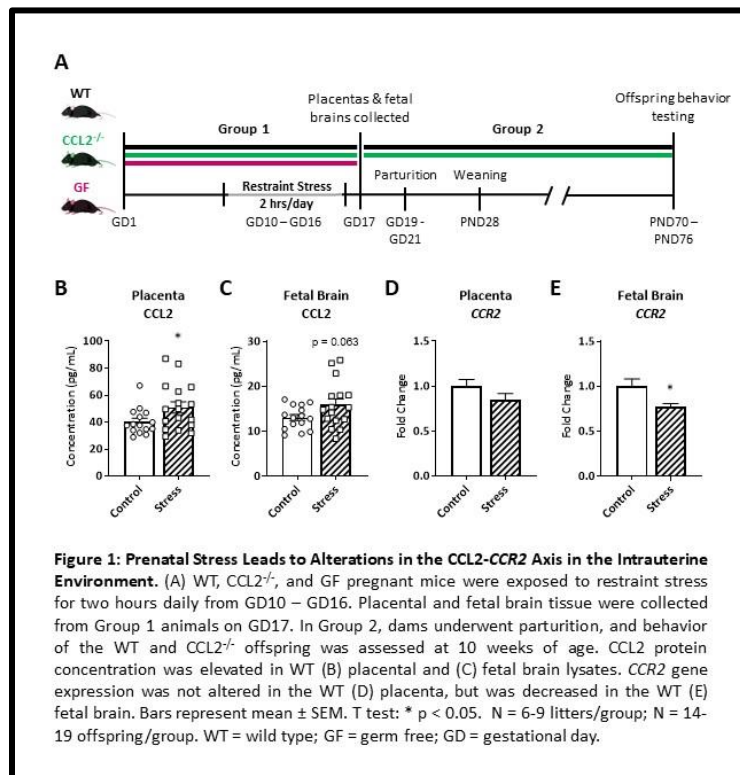 A
WT
CCL2-/-
GF
Placentas & fetal
brains collected
Offspring behavior
testing
Group 1
Group 2
Restraint Stress
2 hrs/day
Parturition
Weaning
GD1
GD10 – GD16
GD17
GD19 -
GD21
PND28
PND70 –
PND76
B
Placenta
CCL2
Concentration (pg/mL)
100
80
60
40
20
0
*
Control
Stress
C
Fetal Brain
CCL2
Concentration (pg/mL)
30
20
10
0
p = 0.063
Control
Stress
D
Placenta
CCR2
Fold Change
1.5
1.0
0.5
0.0
Control
Stress
E
Fetal Brain
CCR2
Fold Change
1.5
1.0
0.5
0.0
*
Control
Stress
Figure 1: Prenatal Stress Leads to Alterations in the CCL2-CCR2 Axis in the Intrauterine
Environment. (A) WT, CCL2-/-, and GF pregnant mice were exposed to restraint stress
for two hours daily from GD10 – GD16. Placental and fetal brain tissue were collected
from Group 1 animals on GD17. In Group 2, dams underwent parturition, and behavior
of the WT and CCL2-/- offspring was assessed at 10 weeks of age. CCL2 protein
concentration was elevated in WT (B) placental and (C) fetal brain lysates. CCR2 gene
expression was not altered in the WT (D) placenta, but was decreased in the WT (E)
fetal brain. Bars represent mean ± SEM. T test: * p < 0.05. N = 6-9 litters/group; N = 14-
19 offspring/group. WT = wild type; GF = germ free; GD = gestational day.